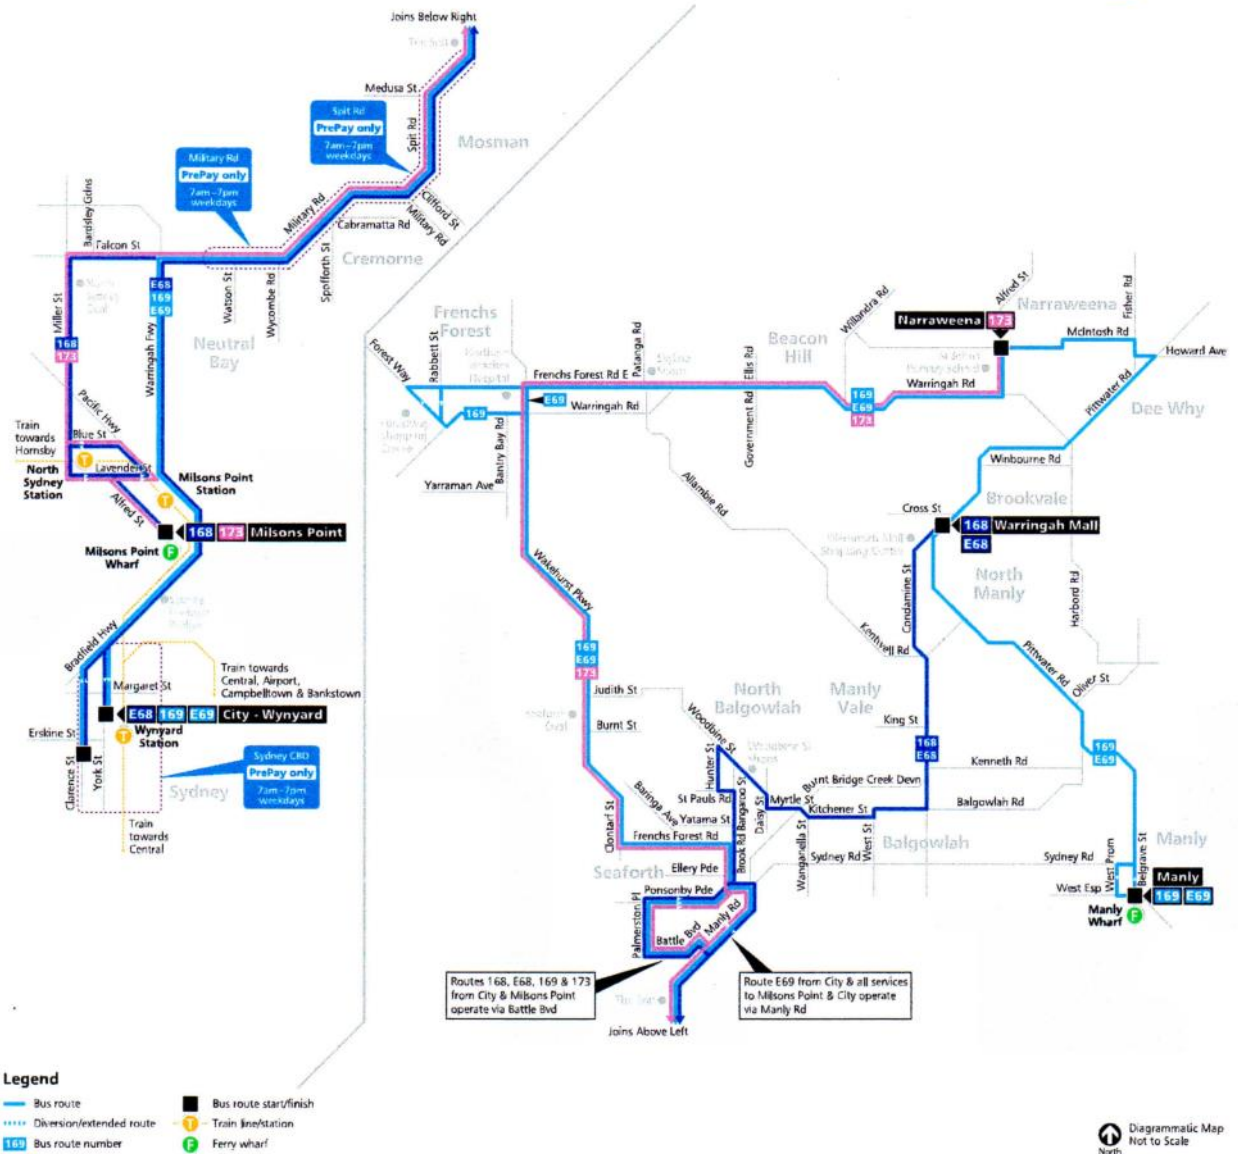 Joins Below Right
The Spit
Medusa St
Spit Rd
PrePay only
7am–7pm
weekdays
Spit Rd
Mosman
Military Rd
PrePay only
7am–7pm
weekdays
Military Rd
Clifford St
Military Rd
Cabramatta Rd
Cremorne
Spofforth St
Bardsley Gdns
Falcon St
Watson St
Wycombe Rd
Neutral
Bay
E68
169
E69
Miller St
168
173
Warringah Fwy
Pacific Hwy
Train
towards
Hornsby
Blue St
T
Lavender St
North
Sydney
Station
Milsons Point
Station
T
Alfred St
168 173 Milsons Point
Milsons Point
Wharf
F
Bradfield Hwy
Train towards
Central, Airport,
Campbelltown & Bankstown
Margaret St
E68 169 E69 City - Wynyard
Erskine St
Wynyard
Station
T
Clarence St
York St
Sydney
Sydney CBD
PrePay only
7am–7pm
weekdays
Train
towards
Central
Frenchs
Forest
Forest Way
Rabbett St
Northern
Beaches
Hospital
Frenchs Forest Rd E
Patanga Rd
Ellis Rd
Beacon
Hill
Willandra Rd
Narraweena 173
Alfred St
Narraweena
Fisher Rd
McIntosh Rd
Howard Ave
Warringah Rd
Pittwater Rd
Dee Why
169
E69
173
E69
169
Warringah Rd
Government Rd
Bantry Bay Rd
Yarraman Ave
Allambie Rd
Winbourne Rd
Brookvale
Cross St
168 Warringah Mall
E68
Warringah Mall
Shopping Centre
North
Manly
Condamine St
Harbord Rd
Wakehurst Pkwy
Kentwell Rd
Pittwater Rd
Oliver St
169
E69
173
Judith St
Burnt St
Seaforth
Oval
North
Balgowlah
Manly
Vale
Woodbine St
King St
168
E68
169
E69
Kenneth Rd
Hunter St
Burnt Bridge Creek Devn
St Pauls Rd
Bangaroo St
Daisy St
Myrtle St
Kitchener St
Balgowlah Rd
Baringa Ave
Yatama St
Clontarf St
Frenchs Forest Rd
Brook Rd
Wanganella St
West St
Balgowlah
Manly
Seaforth
Ellery Pde
Sydney Rd
Sydney Rd
West Prom
Belgrave St
Manly
Ponsonby Pde
West Esp
169 E69
Manly
Wharf
F
Palmerston Pl
Battle Bvd
Manly Rd
Routes 168, E68, 169 & 173
from City & Milsons Point
operate via Battle Bvd
Route E69 from City & all services
to Milsons Point & City operate
via Manly Rd
The Spit
Joins Above Left
Legend
Bus route
Bus route start/finish
Diversion/extended route
T Train line/station
169 Bus route number
F Ferry wharf
Diagrammatic Map
Not to Scale
North